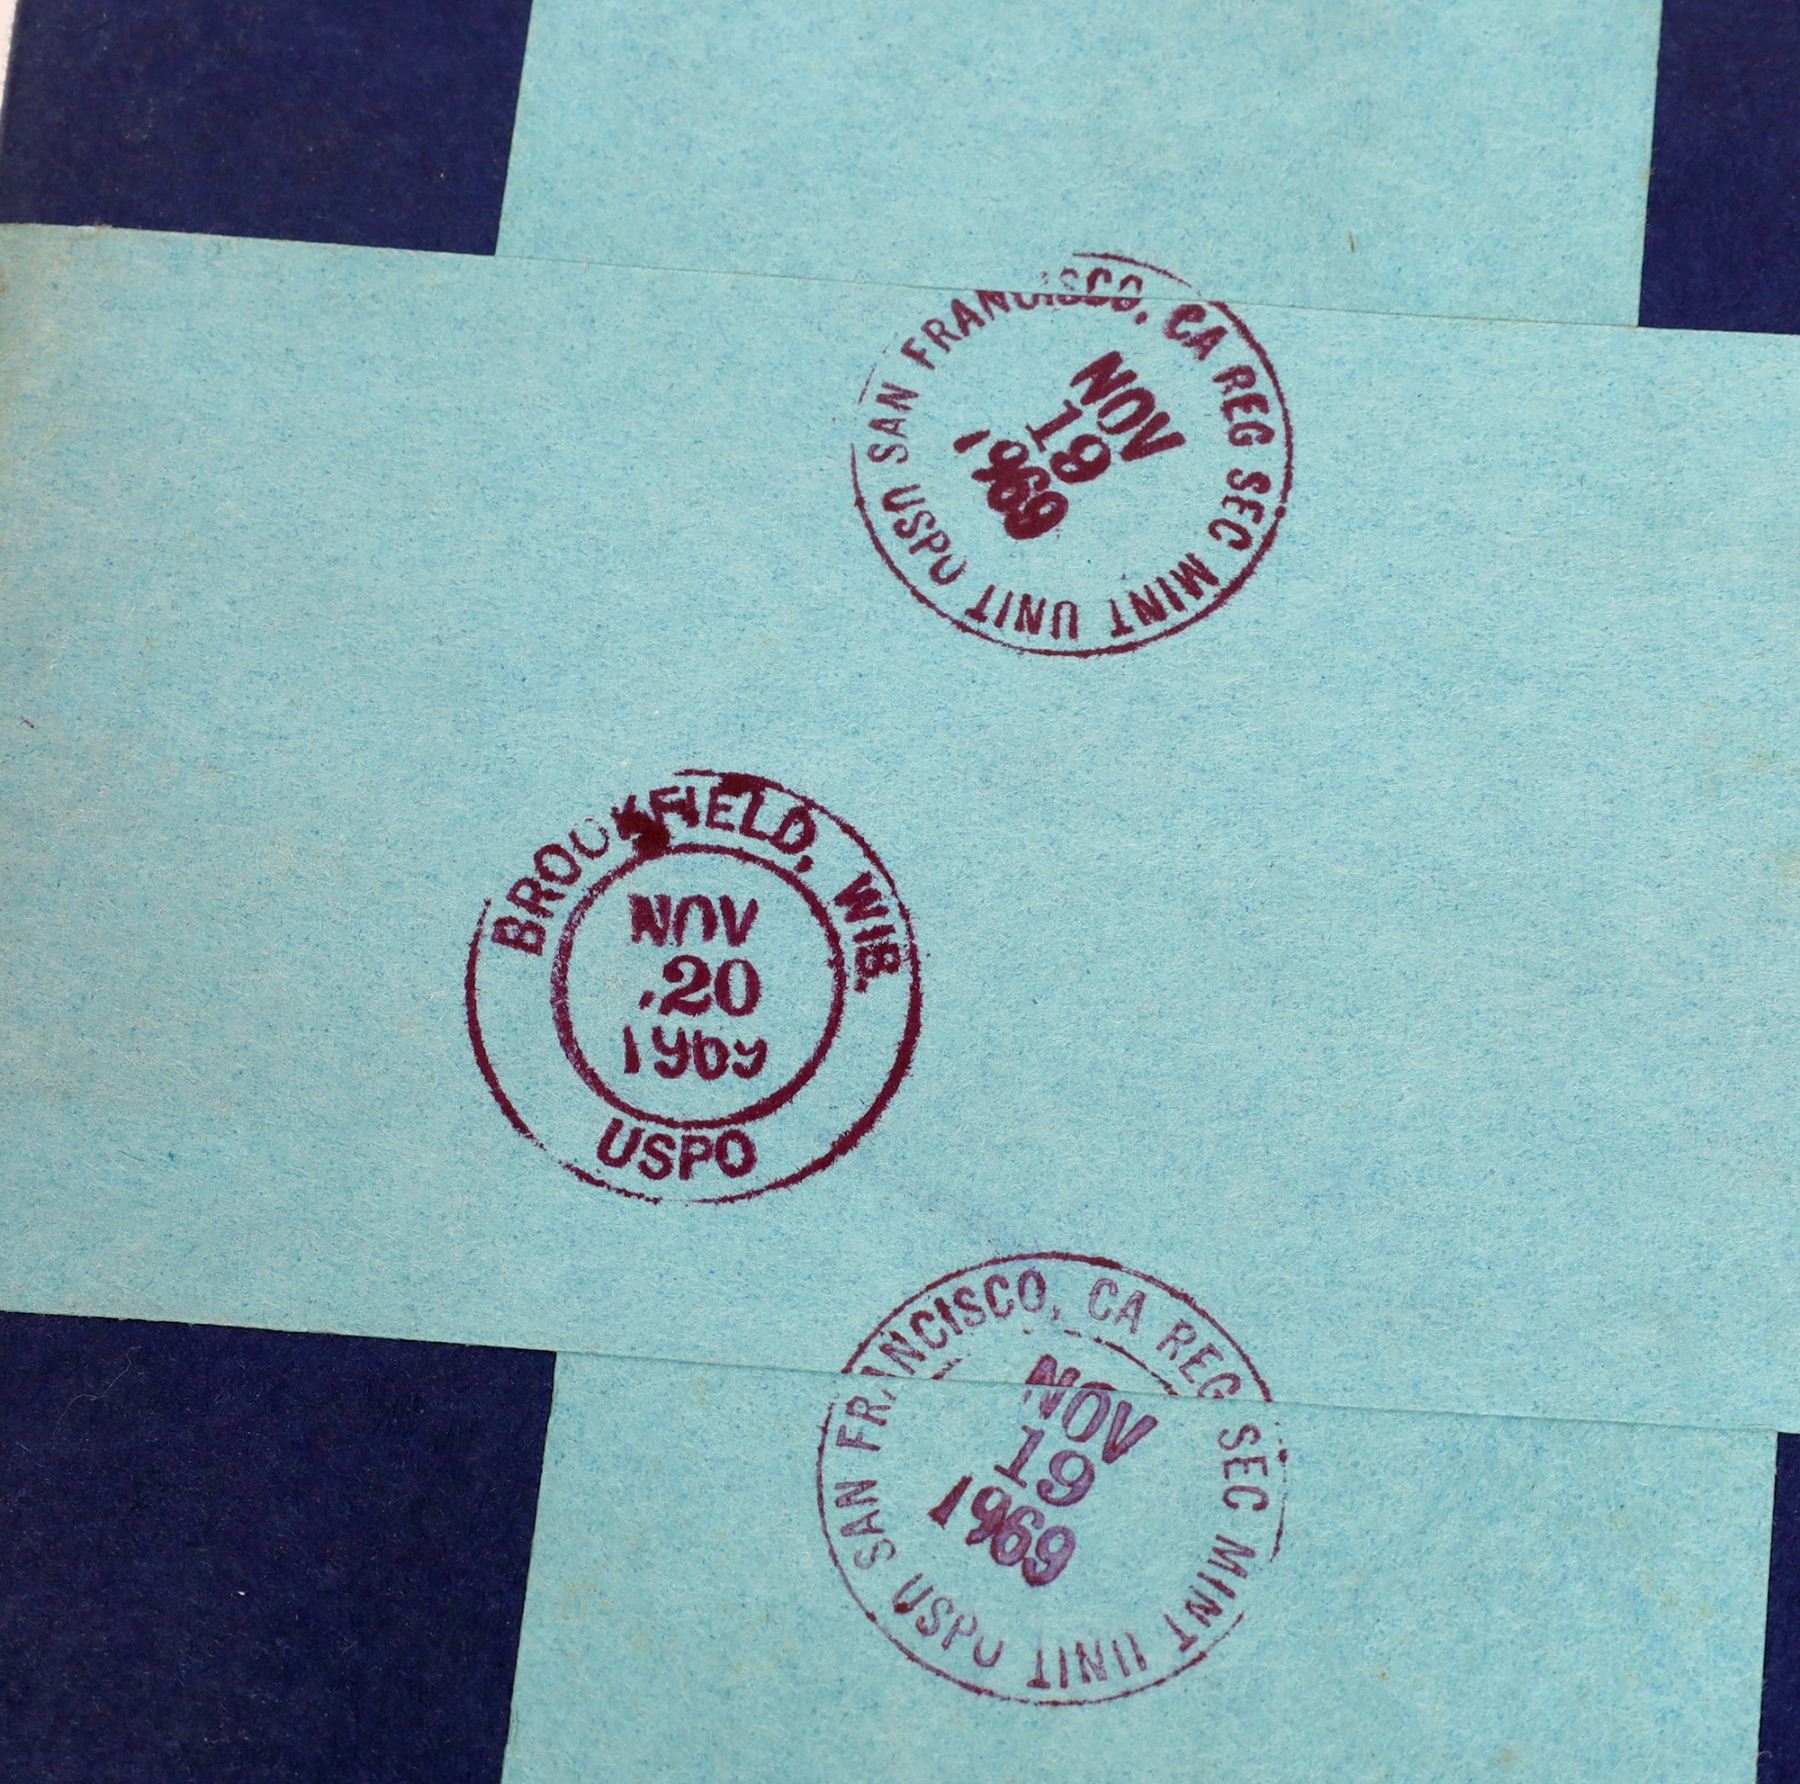 SAN FRANCISCO, CA REG SEC MINT UNIT USPO
NOV
19
1969
BROOKFIELD, WIS.
NOV
20
1969
USPO
SAN FRANCISCO, CA REG SEC MINT UNIT USPO
NOV
19
1969